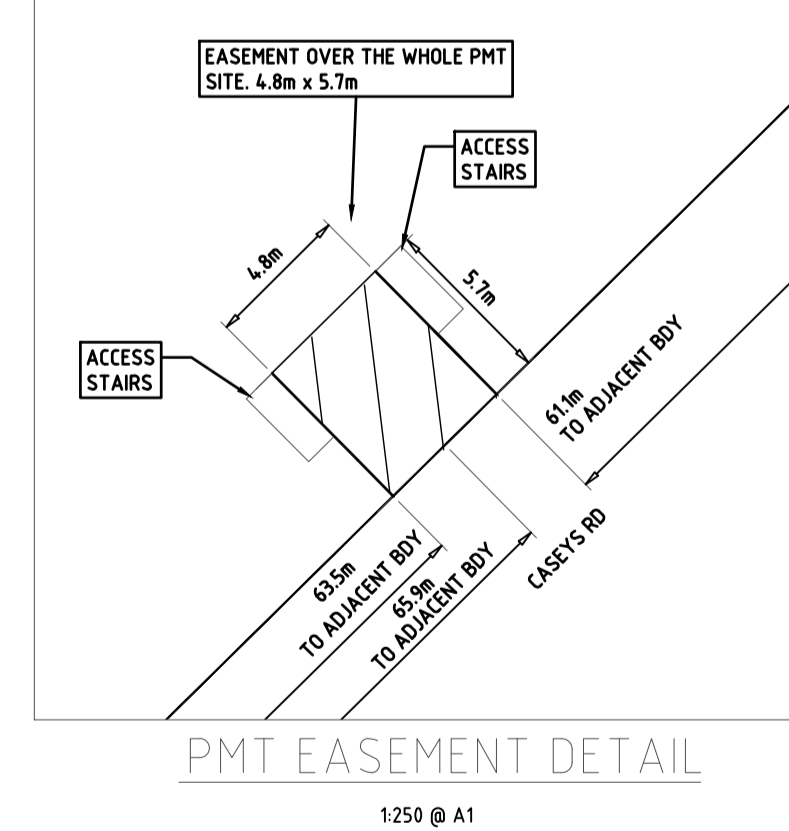 EASEMENT OVER THE WHOLE PMT
SITE. 4.8m x 5.7m
ACCESS
STAIRS
4.8m
5.7m
ACCESS
STAIRS
61.1m
TO ADJACENT BDY
CASEYS RD
63.5m
TO ADJACENT BDY
65.9m
TO ADJACENT BDY
PMT EASEMENT DETAIL
1:250 @ A1